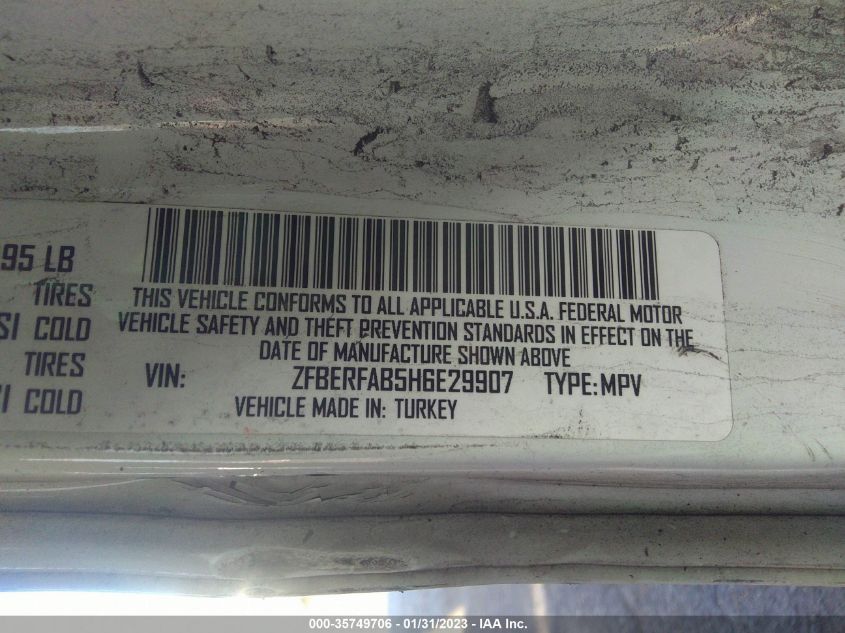 95 LB
TIRES
SI COLD
TIRES
I COLD
THIS VEHICLE CONFORMS TO ALL APPLICABLE U.S.A. FEDERAL MOTOR
VEHICLE SAFETY AND THEFT PREVENTION STANDARDS IN EFFECT ON THE
DATE OF MANUFACTURE SHOWN ABOVE
VIN: ZFBERFAB5H6E29907 TYPE: MPV
VEHICLE MADE IN: TURKEY
000-35749706 - 01/31/2023 - © IAA Inc.